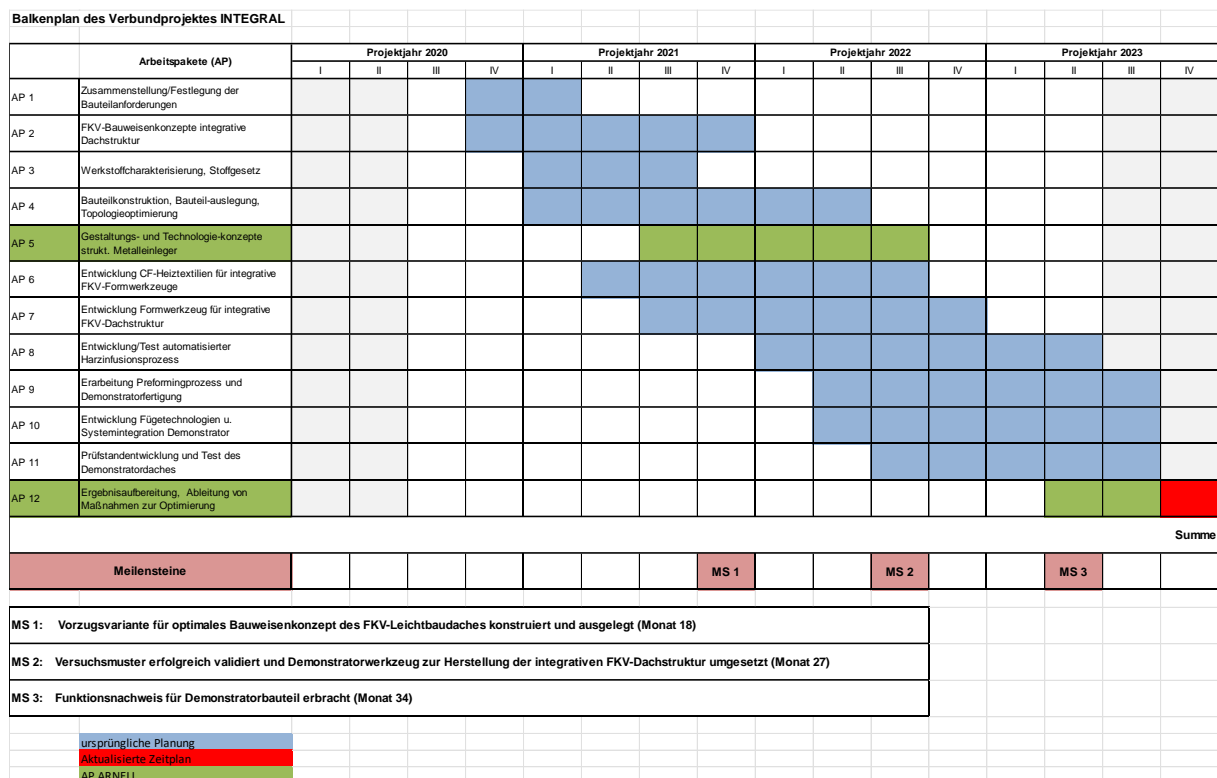 Balkenplan des Verbundprojektes INTEGRAL
Arbeitspakete (AP)
Projektjahr 2020
Projektjahr 2021
Projektjahr 2022
Projektjahr 2023
I II III IV I II III IV I II III IV I II III IV
AP 1
Zusammenstellung/Festlegung der
Bauteilanforderungen
AP 2
FKV-Bauweisenkonzepte integrative
Dachstruktur
AP 3
Werkstoffcharakterisierung, Stoffgesetz
AP 4
Bauteilkonstruktion, Bauteil-auslegung,
Topologieoptimierung
AP 5
Gestaltungs- und Technologie-konzepte
strukt. Metalleinleger
AP 6
Entwicklung CF-Heiztextilien für integrative
FKV-Formwerkzeuge
AP 7
Entwicklung Formwerkzeug für integrative
FKV-Dachstruktur
AP 8
Entwicklung/Test automatisierter
Harzinfusionsprozess
AP 9
Erarbeitung Preformingprozess und
Demonstratorfertigung
AP 10
Entwicklung Fügetechnologien u.
Systemintegration Demonstrator
AP 11
Prüfstandentwicklung und Test des
Demonstratordaches
AP 12
Ergebnisaufbereitung, Ableitung von
Maßnahmen zur Optimierung
Summe
Meilensteine
MS 1
MS 2
MS 3
MS 1: Vorzugsvariante für optimales Bauweisenkonzept des FKV-Leichtbaudaches konstruiert und ausgelegt (Monat 18)
MS 2: Versuchsmuster erfolgreich validiert und Demonstratorwerkzeug zur Herstellung der integrativen FKV-Dachstruktur umgesetzt (Monat 27)
MS 3: Funktionsnachweis für Demonstratorbauteil erbracht (Monat 34)
ursprüngliche Planung
Aktualisierte Zeitplan
AP ARNELL